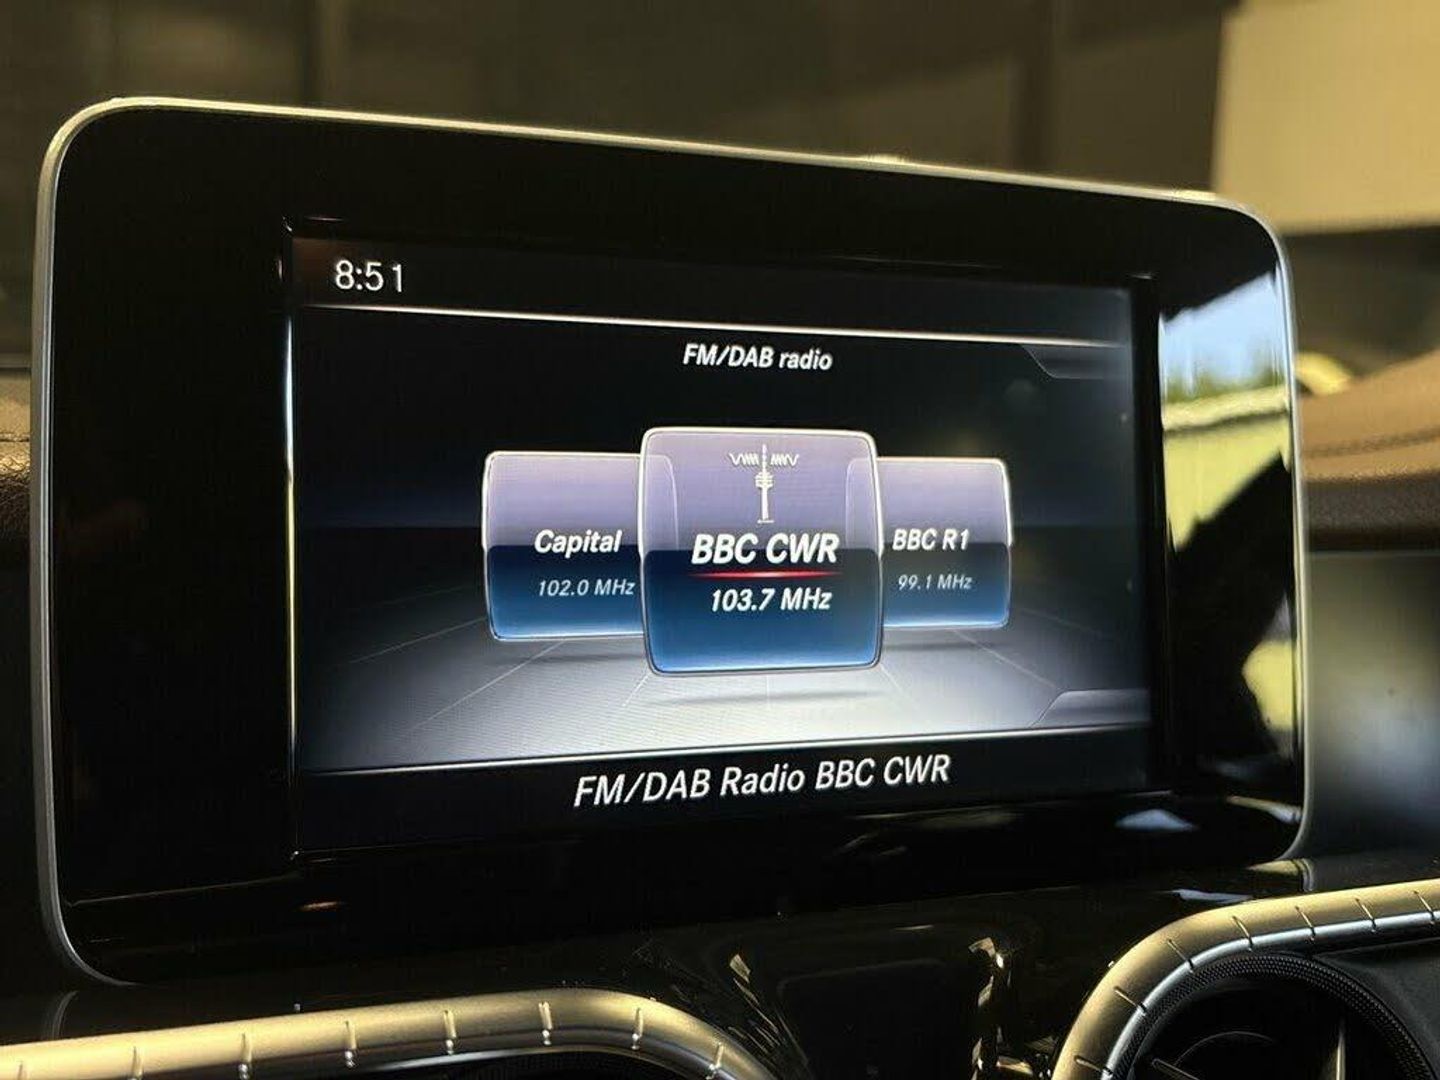 8:51
FM/DAB radio
Capital
102.0 MHz
BBC CWR
103.7 MHz
BBC R1
99.1 MHz
FM/DAB Radio BBC CWR